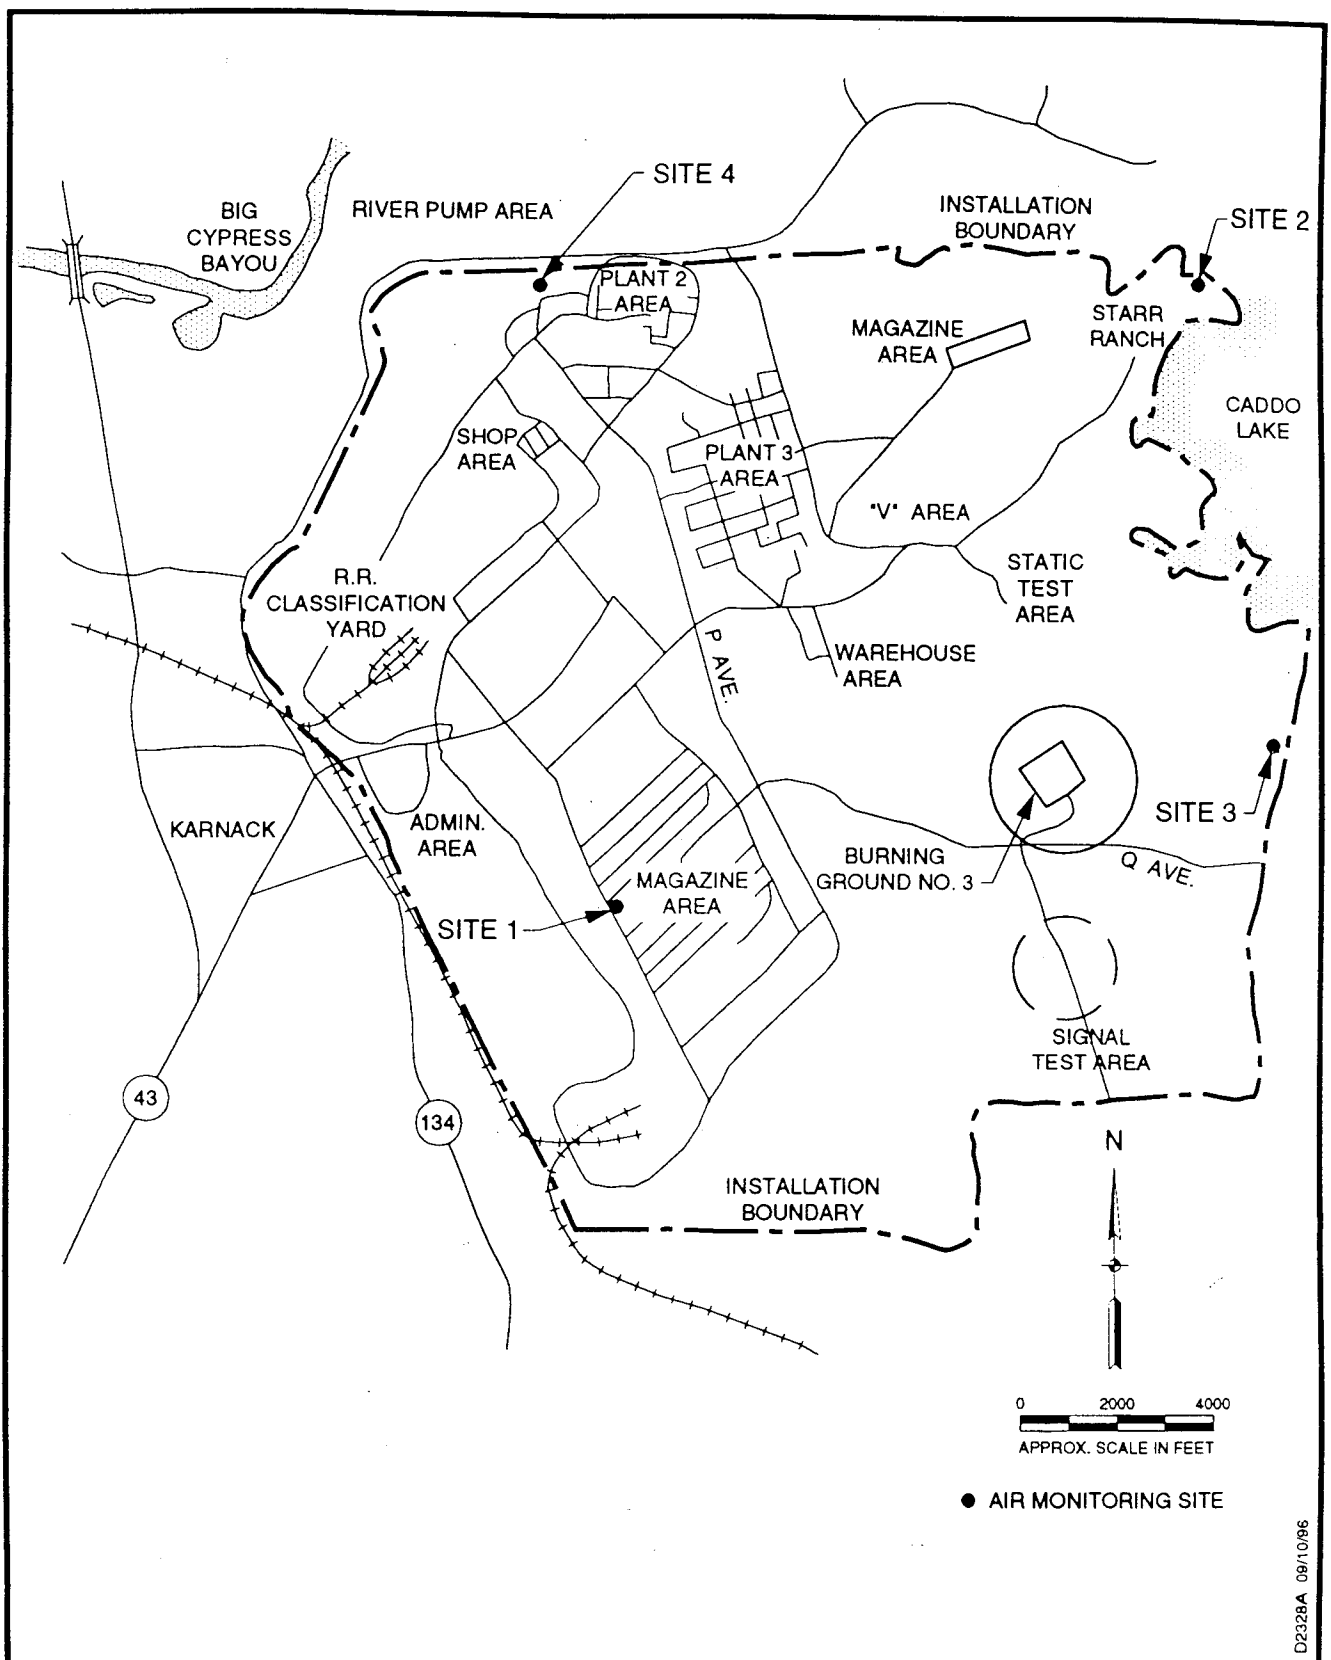 SITE 4
BIG
CYPRESS
BAYOU
RIVER PUMP AREA
INSTALLATION
BOUNDARY
SITE 2
PLANT 2
AREA
MAGAZINE
AREA
STARR
RANCH
CADDO
LAKE
SHOP
AREA
PLANT 3
AREA
"V" AREA
STATIC
TEST
AREA
R.R.
CLASSIFICATION
YARD
P AVE.
WAREHOUSE
AREA
KARNACK
ADMIN.
AREA
SITE 3
BURNING
GROUND NO. 3
Q AVE.
MAGAZINE
AREA
SITE 1
SIGNAL
TEST AREA
43
134
N
INSTALLATION
BOUNDARY
0 2000 4000
APPROX. SCALE IN FEET
AIR MONITORING SITE
D2328A 09/10/96